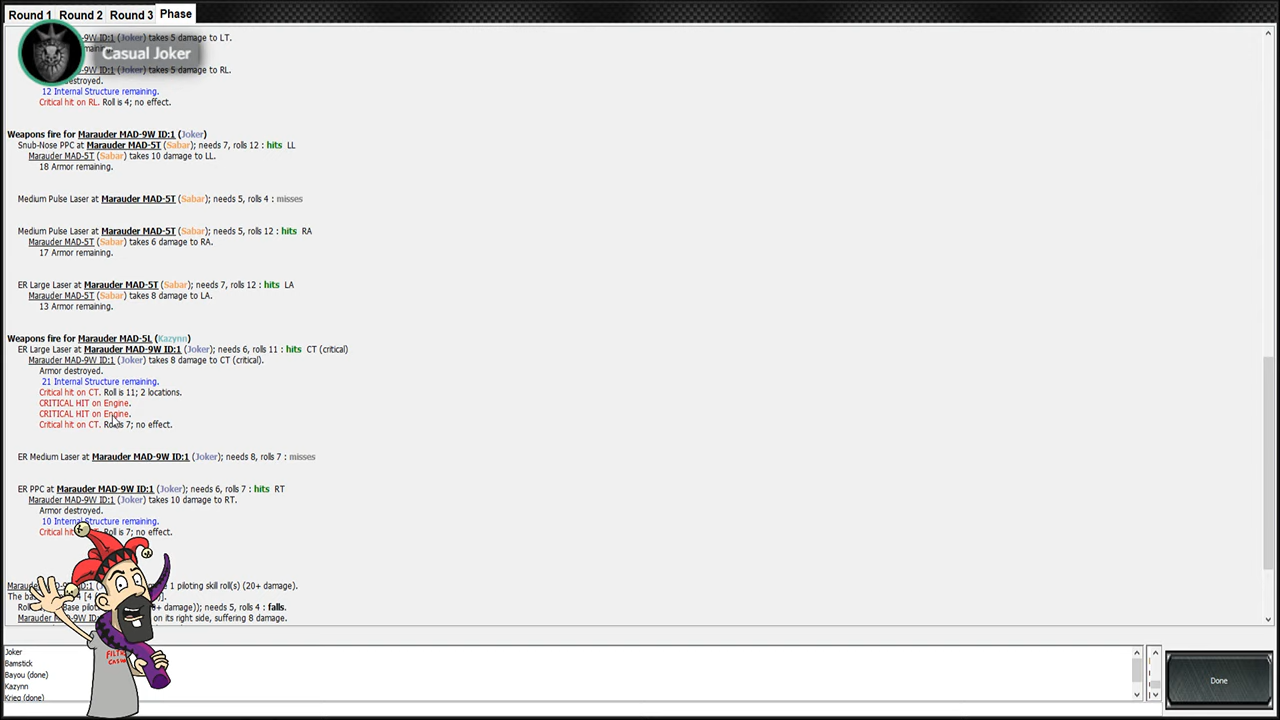 Round 1 Round 2 Round 3 Phase
Casual Joker
-9W ID:1 (Joker) takes 5 damage to LT.
-9W ID:1 (Joker) takes 5 damage to RL.
destroyed.
12 Internal Structure remaining.
Critical hit on RL. Roll is 4; no effect.
Weapons fire for Marauder MAD-9W ID:1 (Joker)
Snub-Nose PPC at Marauder MAD-5T (Sabar); needs 7, rolls 12 : hits LL
Marauder MAD-5T (Sabar) takes 10 damage to LL.
18 Armor remaining.
Medium Pulse Laser at Marauder MAD-5T (Sabar); needs 5, rolls 4 : misses
Medium Pulse Laser at Marauder MAD-5T (Sabar); needs 5, rolls 12 : hits RA
Marauder MAD-5T (Sabar) takes 6 damage to RA.
17 Armor remaining.
ER Large Laser at Marauder MAD-5T (Sabar); needs 7, rolls 12 : hits LA
Marauder MAD-5T (Sabar) takes 8 damage to LA.
13 Armor remaining.
Weapons fire for Marauder MAD-5L (Kazynn)
ER Large Laser at Marauder MAD-9W ID:1 (Joker); needs 6, rolls 11 : hits CT (critical)
Marauder MAD-9W ID:1 (Joker) takes 8 damage to CT (critical).
Armor destroyed.
21 Internal Structure remaining.
Critical hit on CT. Roll is 11; 2 locations.
CRITICAL HIT on Engine.
CRITICAL HIT on Engine.
Critical hit on CT. Roll is 7; no effect.
ER Medium Laser at Marauder MAD-9W ID:1 (Joker); needs 8, rolls 7 : misses
ER PPC at Marauder MAD-9W ID:1 (Joker); needs 6, rolls 7 : hits RT
Marauder MAD-9W ID:1 (Joker) takes 10 damage to RT.
Armor destroyed.
10 Internal Structure remaining.
Critical hit Roll is 7; no effect.
Marauder 1 piloting skill roll(s) (20+ damage).
The ba 4 [4
Base pilot + damage)); needs 5, rolls 4 : falls.
Marauder on its right side, suffering 8 damage.
Joker
Bamstick
Bayou (done)
Kazynn
Krieg (done)
Done